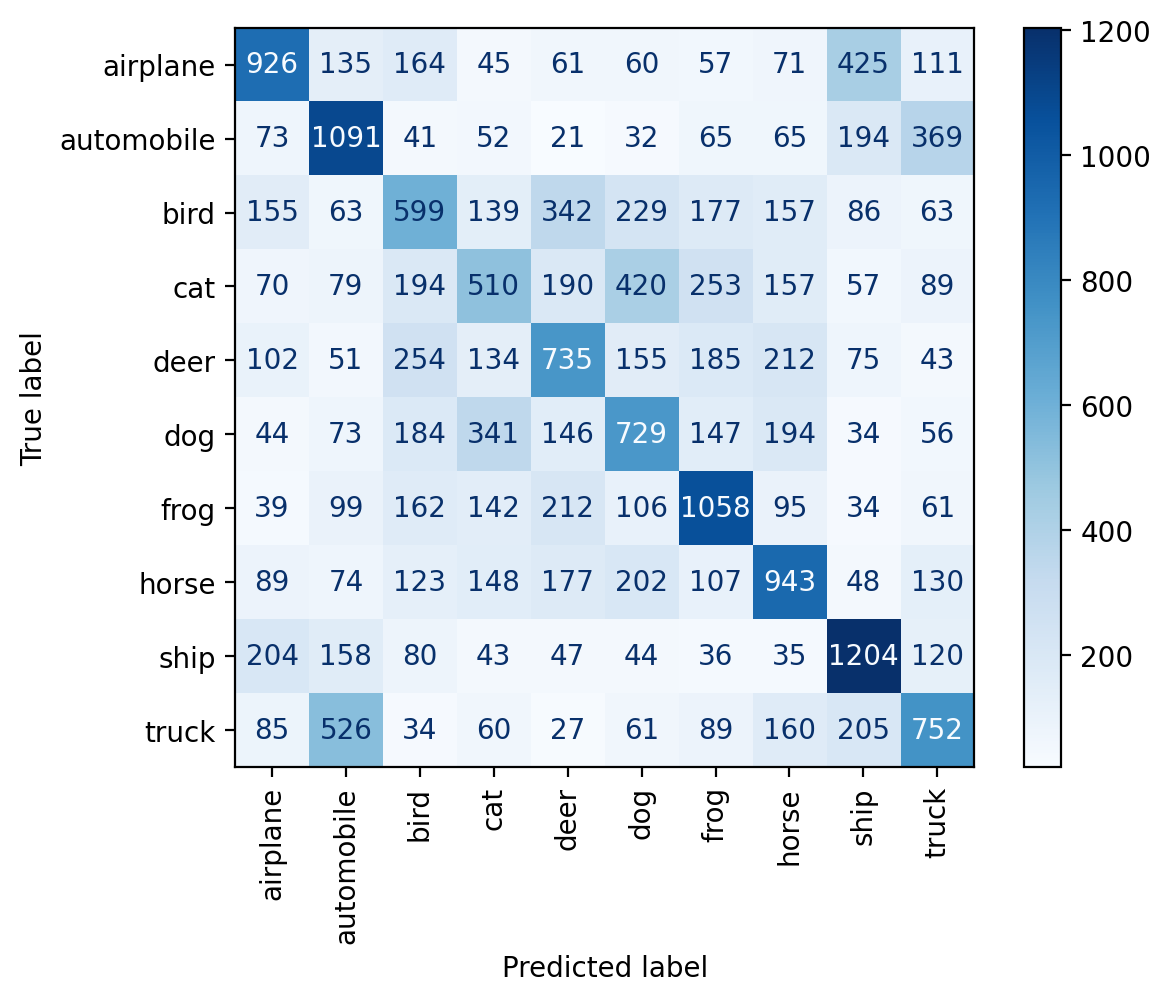 airplane 926 135 164 45 61 60 57 71 425 111
automobile 73 1091 41 52 21 32 65 65 194 369
bird 155 63 599 139 342 229 177 157 86 63
cat 70 79 194 510 190 420 253 157 57 89
deer 102 51 254 134 735 155 185 212 75 43
dog 44 73 184 341 146 729 147 194 34 56
frog 39 99 162 142 212 106 1058 95 34 61
horse 89 74 123 148 177 202 107 943 48 130
ship 204 158 80 43 47 44 36 35 1204 120
truck 85 526 34 60 27 61 89 160 205 752
True label
airplane automobile bird cat deer dog frog horse ship truck
Predicted label
1200
1000
800
600
400
200